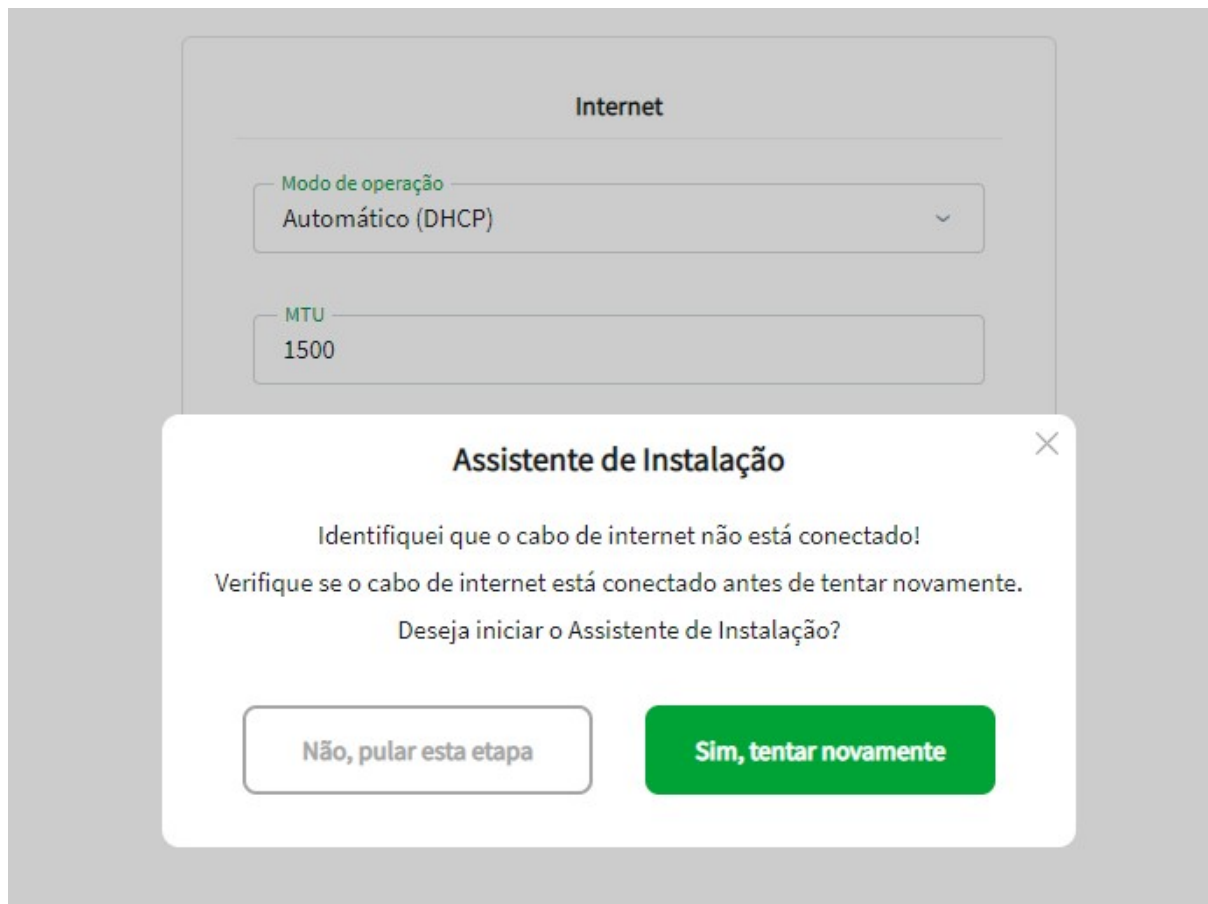 Internet
Modo de operação
Automático (DHCP)
MTU
1500
Assistente de Instalação
Identifiquei que o cabo de internet não está conectado!
Verifique se o cabo de internet está conectado antes de tentar novamente.
Deseja iniciar o Assistente de Instalação?
Não, pular esta etapa
Sim, tentar novamente